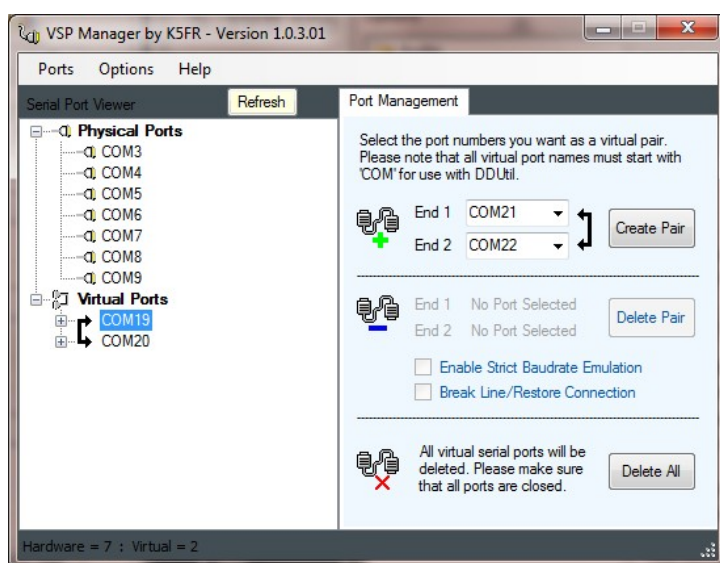 VSP Manager by K5FR - Version 1.0.3.01
Ports Options Help
Serial Port Viewer Refresh
Physical Ports
COM3
COM4
COM5
COM6
COM7
COM8
COM9
Virtual Ports
COM19
COM20
Hardware = 7 : Virtual = 2
Port Management
Select the port numbers you want as a virtual pair.
Please note that all virtual port names must start with
'COM' for use with DDUtil.
End 1 COM21
End 2 COM22
Create Pair
End 1 No Port Selected
End 2 No Port Selected
Delete Pair
Enable Strict Baudrate Emulation
Break Line/Restore Connection
All virtual serial ports will be
deleted. Please make sure
that all ports are closed.
Delete All